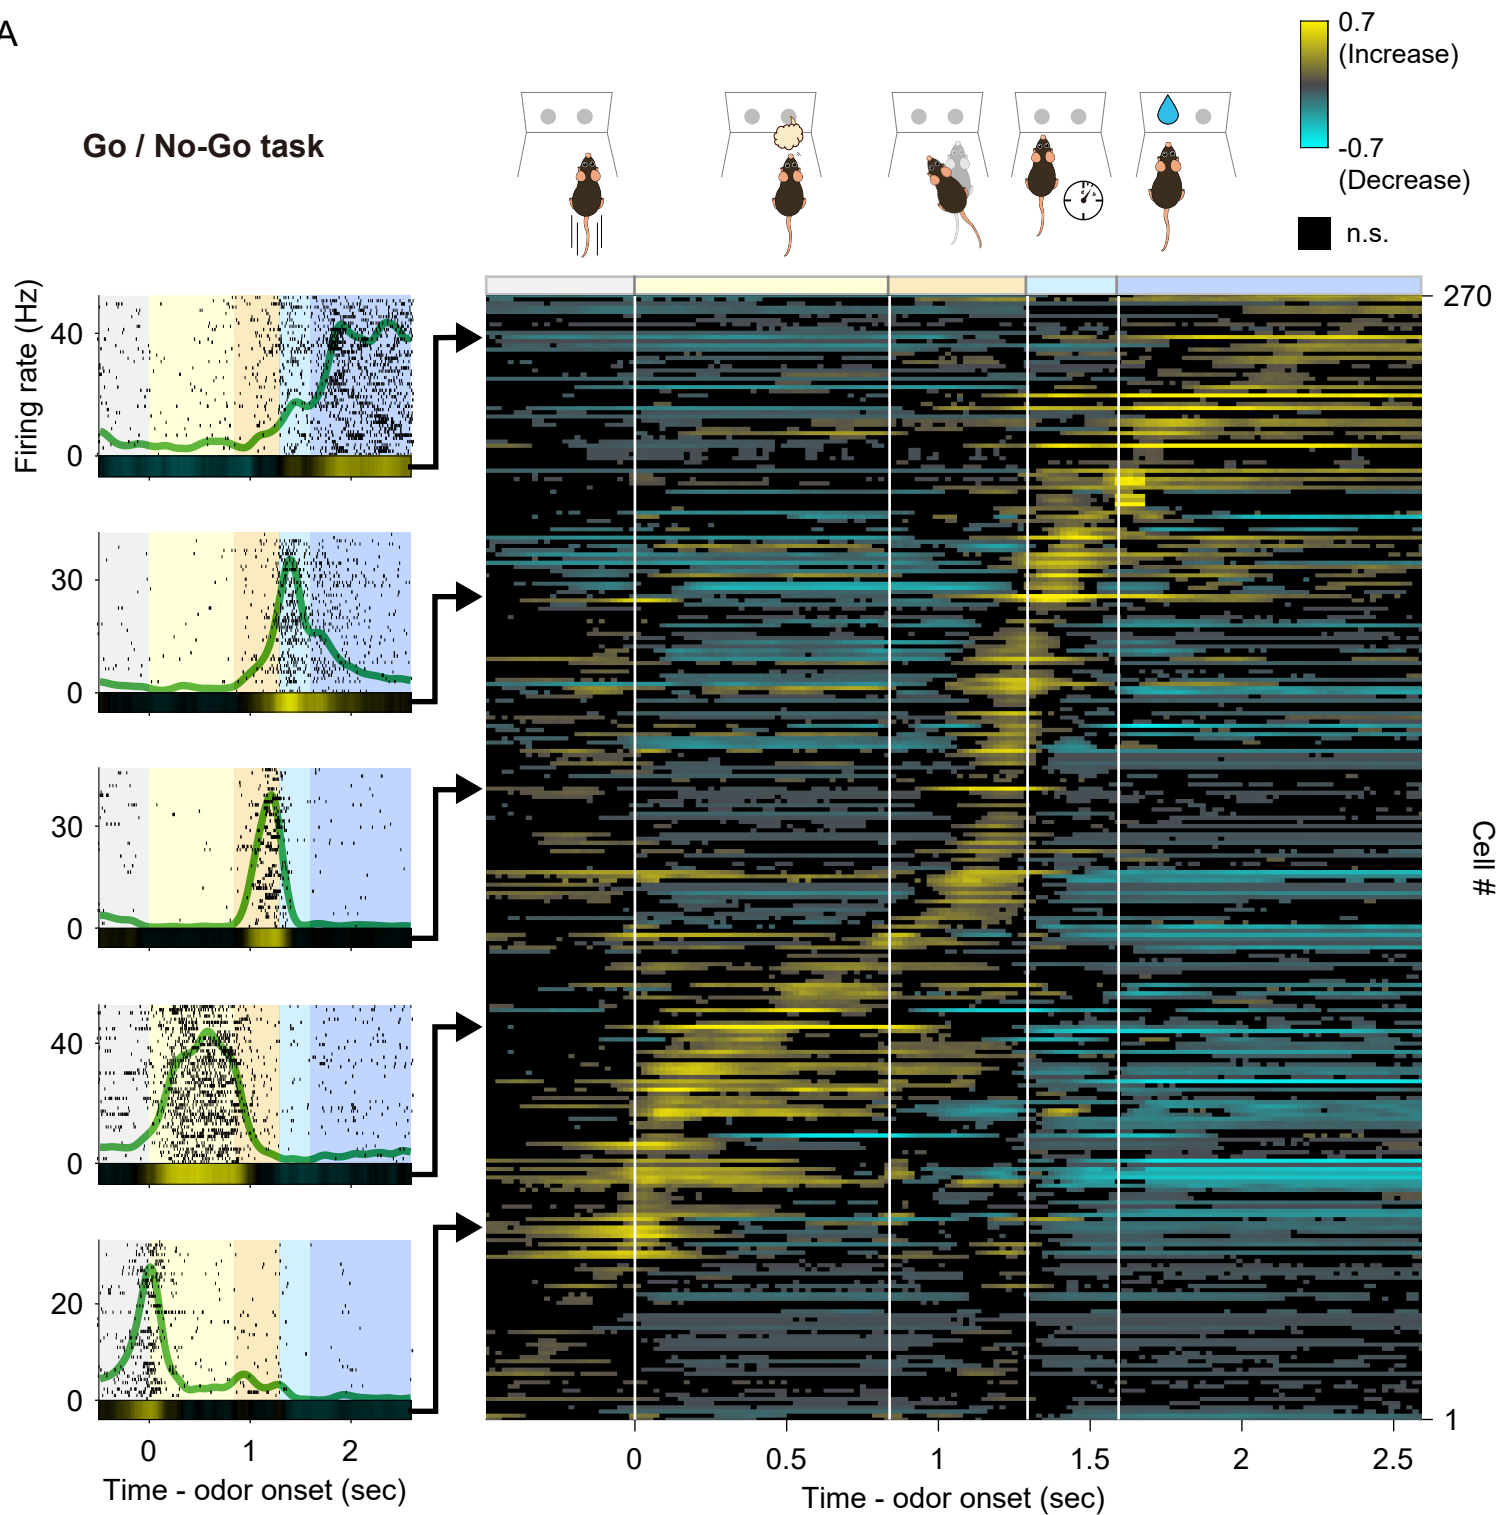 A
Go / No-Go task
0.7
(Increase)
-0.7
(Decrease)
n.s.
Firing rate (Hz)
40
0
30
0
30
0
40
0
20
0
0 1 2
Time - odor onset (sec)
270
Cell #
1
0 0.5 1 1.5 2 2.5
Time - odor onset (sec)